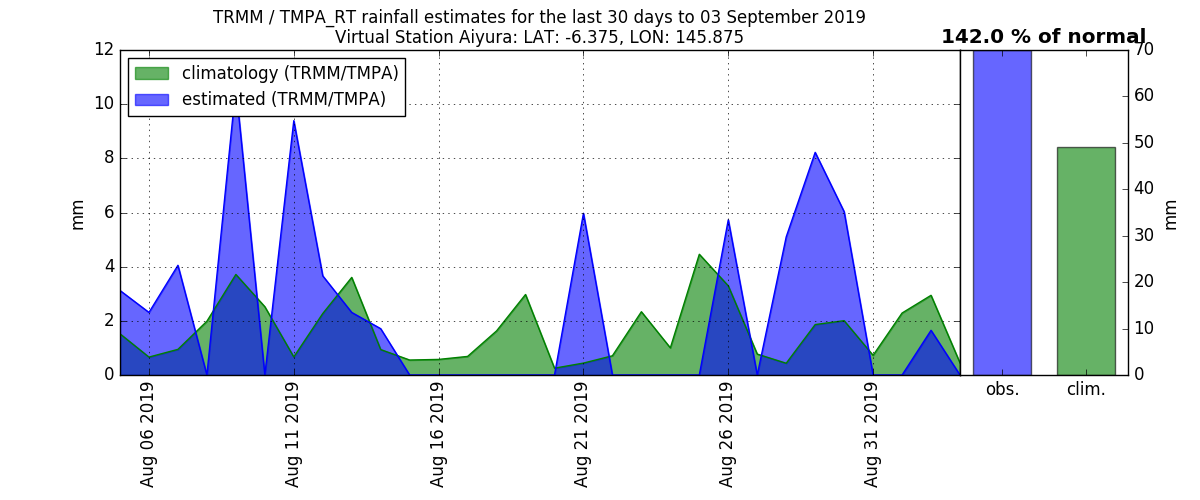 TRMM / TMPA_RT rainfall estimates for the last 30 days to 03 September 2019
Virtual Station Aiyura: LAT: -6.375, LON: 145.875
142.0 % of normal
climatology (TRMM/TMPA)
estimated (TRMM/TMPA)
mm
12
10
8
6
4
2
0
70
60
50
40
30
20
10
0
mm
Aug 06 2019
Aug 11 2019
Aug 16 2019
Aug 21 2019
Aug 26 2019
Aug 31 2019
obs.
clim.